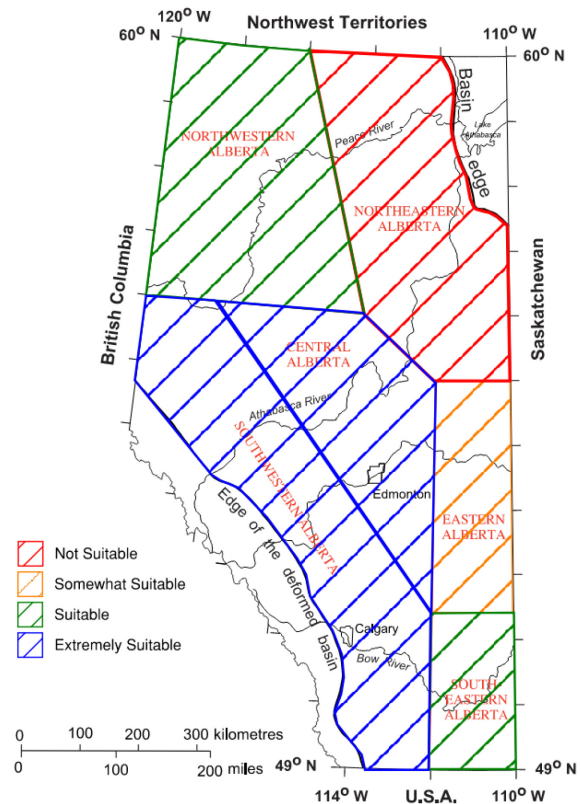 120° W
Northwest Territories
110° W
60° N
60° N
Basin
edge
Lake
Athabasca
Peace River
NORTHWESTERN
ALBERTA
NORTHEASTERN
ALBERTA
British Columbia
Saskatchewan
CENTRAL
ALBERTA
Athabasca River
SOUTHWESTERN ALBERTA
Edmonton
EASTERN
ALBERTA
Edge of the deformed basin
Not Suitable
Somewhat Suitable
Suitable
Extremely Suitable
Calgary
Bow River
SOUTH
EASTERN
ALBERTA
0 100 200 300 kilometres
0 100 200 miles
49° N
49° N
114° W
U.S.A.
110° W